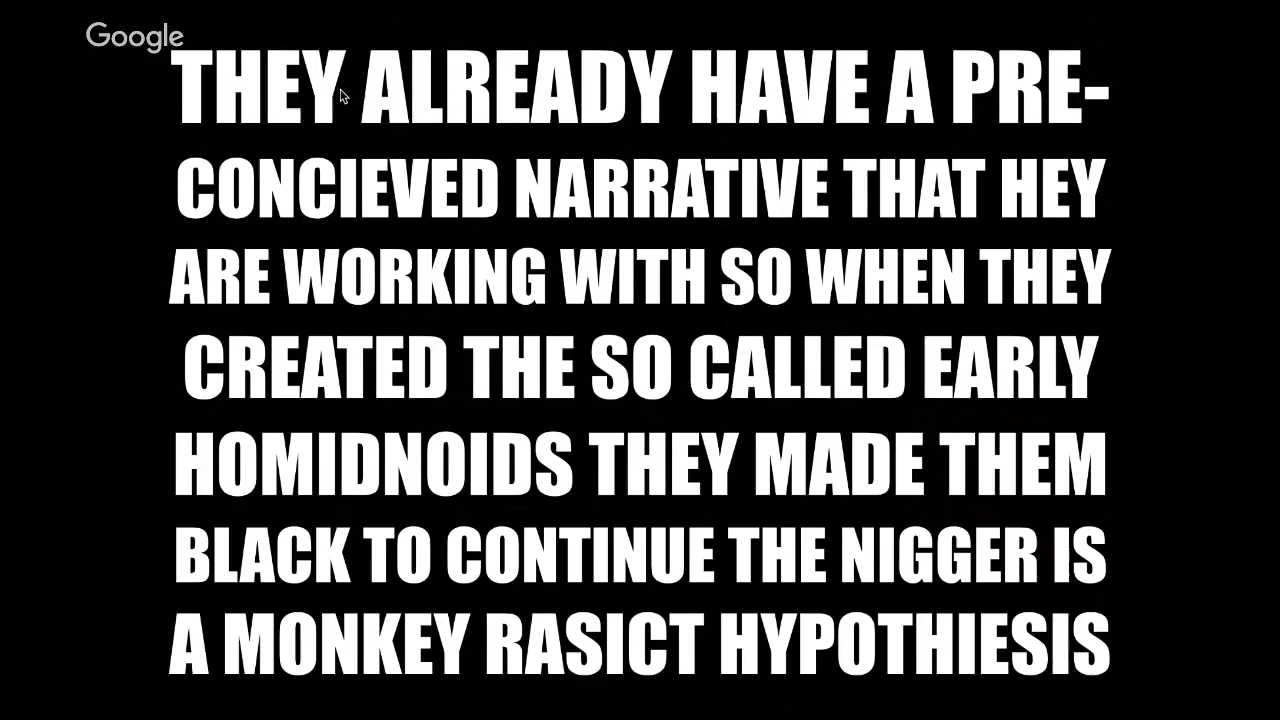 Google
THEY ALREADY HAVE A PRE-
CONCIEVED NARRATIVE THAT HEY
ARE WORKING WITH SO WHEN THEY
CREATED THE SO CALLED EARLY
HOMIDNOIDS THEY MADE THEM
BLACK TO CONTINUE THE NIGGER IS
A MONKEY RASICT HYPOTHIESIS